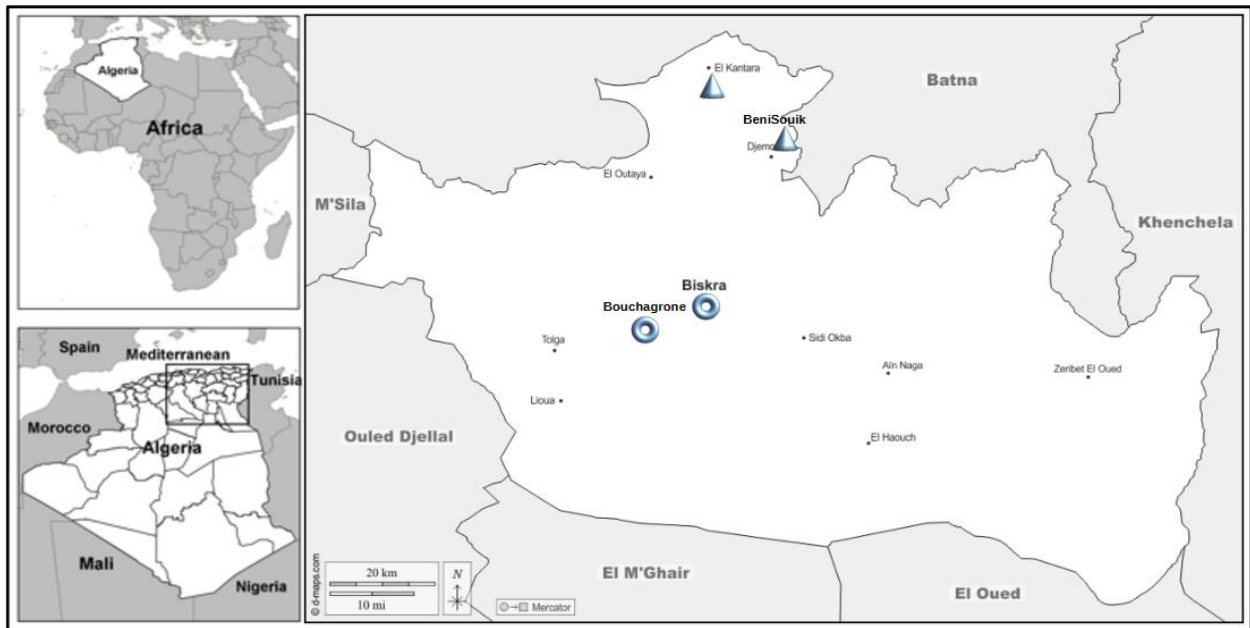 Algeria
Africa
Spain
Mediterranean
Tunisia
Morocco
Algeria
Mali
Nigeria
El Kantara
Batna
BeniSouik
Djemo
El Outaya
M'Sila
Khenchela
Biskra
Bouchagrone
Tolga
Sidi Okba
Aïn Naga
Zeribet El Oued
Lioua
Ouled Djellal
El Haouch
© d-maps.com
20 km
10 mi
N
Mercator
El M'Ghair
El Oued